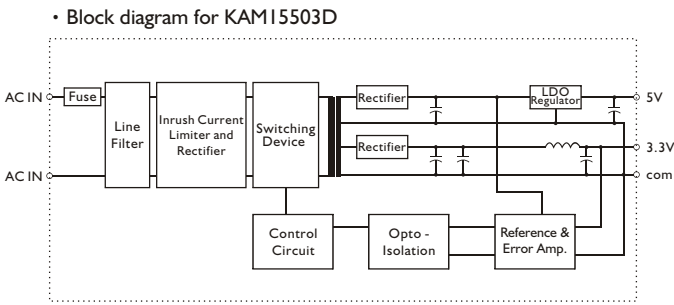 · Block diagram for KAM15503D
AC IN
Fuse
Line
Filter
Inrush Current
Limiter and
Rectifier
Switching
Device
Rectifier
LDO
Regulator
5V
Rectifier
3.3V
AC IN
com
Control
Circuit
Opto -
Isolation
Reference &
Error Amp.